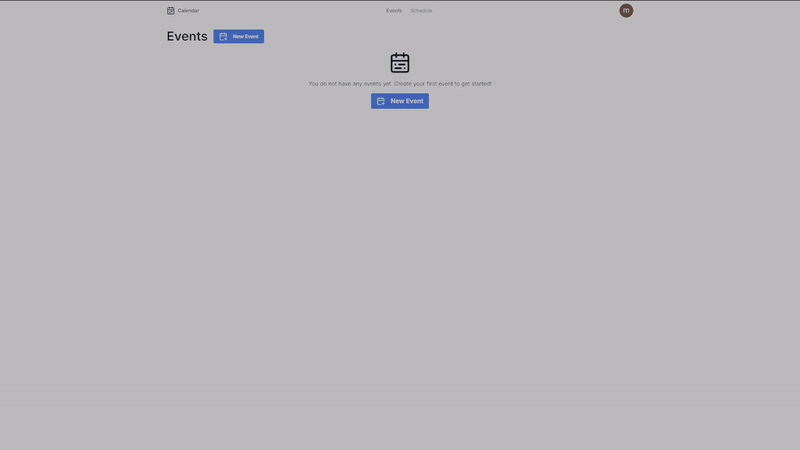 Calendar
Events
Schedule
m
Events
New Event
You do not have any events yet. Create your first event to get started!
New Event